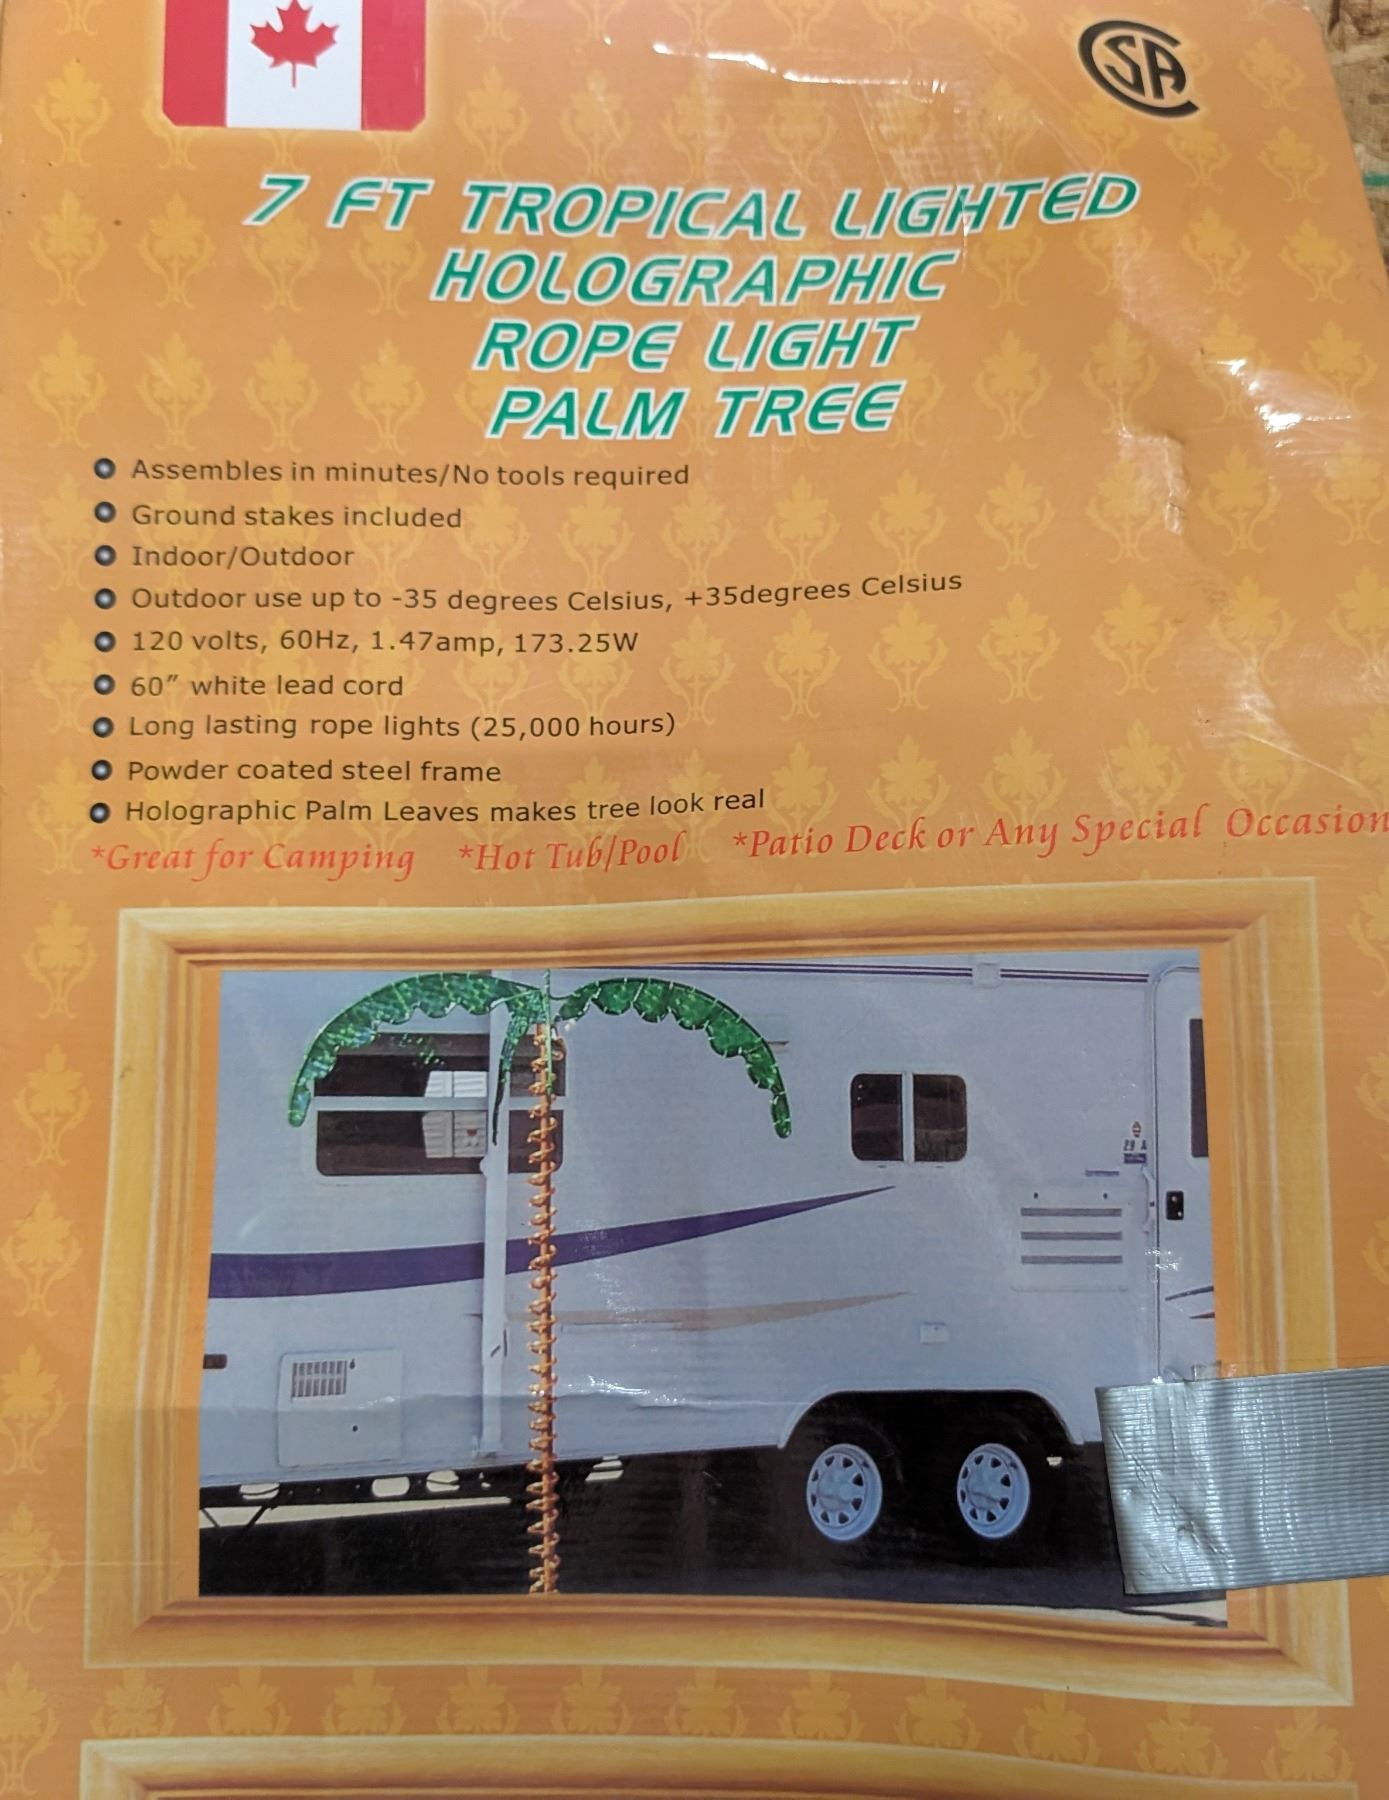 CSA
7 FT TROPICAL LIGHTED
HOLOGRAPHIC
ROPE LIGHT
PALM TREE
Assembles in minutes/No tools required
Ground stakes included
Indoor/Outdoor
Outdoor use up to -35 degrees Celsius, +35degrees Celsius
120 volts, 60Hz, 1.47amp, 173.25W
60” white lead cord
Long lasting rope lights (25,000 hours)
Powder coated steel frame
Holographic Palm Leaves makes tree look real
*Great for Camping *Hot Tub/Pool *Patio Deck or Any Special Occasion